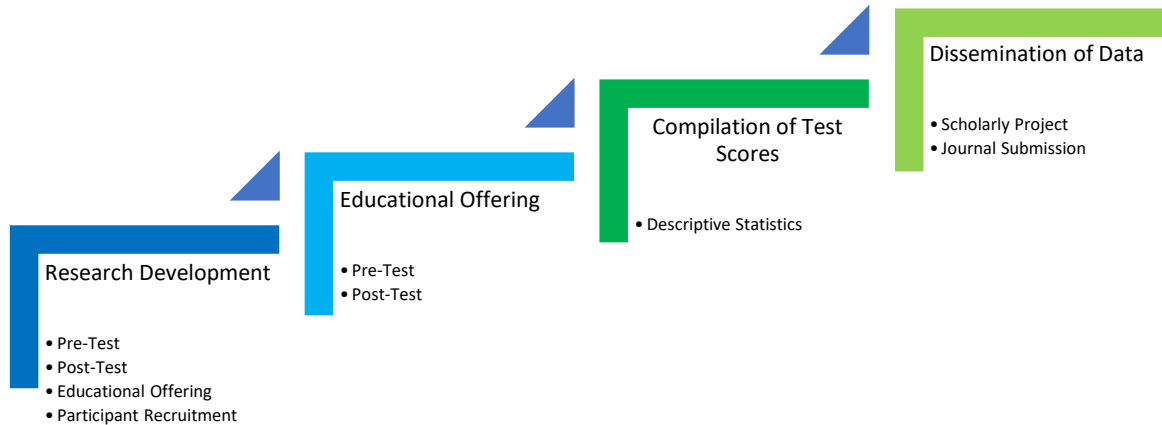 Research Development
• Pre-Test
• Post-Test
• Educational Offering
• Participant Recruitment
Educational Offering
• Pre-Test
• Post-Test
Compilation of Test
Scores
• Descriptive Statistics
Dissemination of Data
• Scholarly Project
• Journal Submission